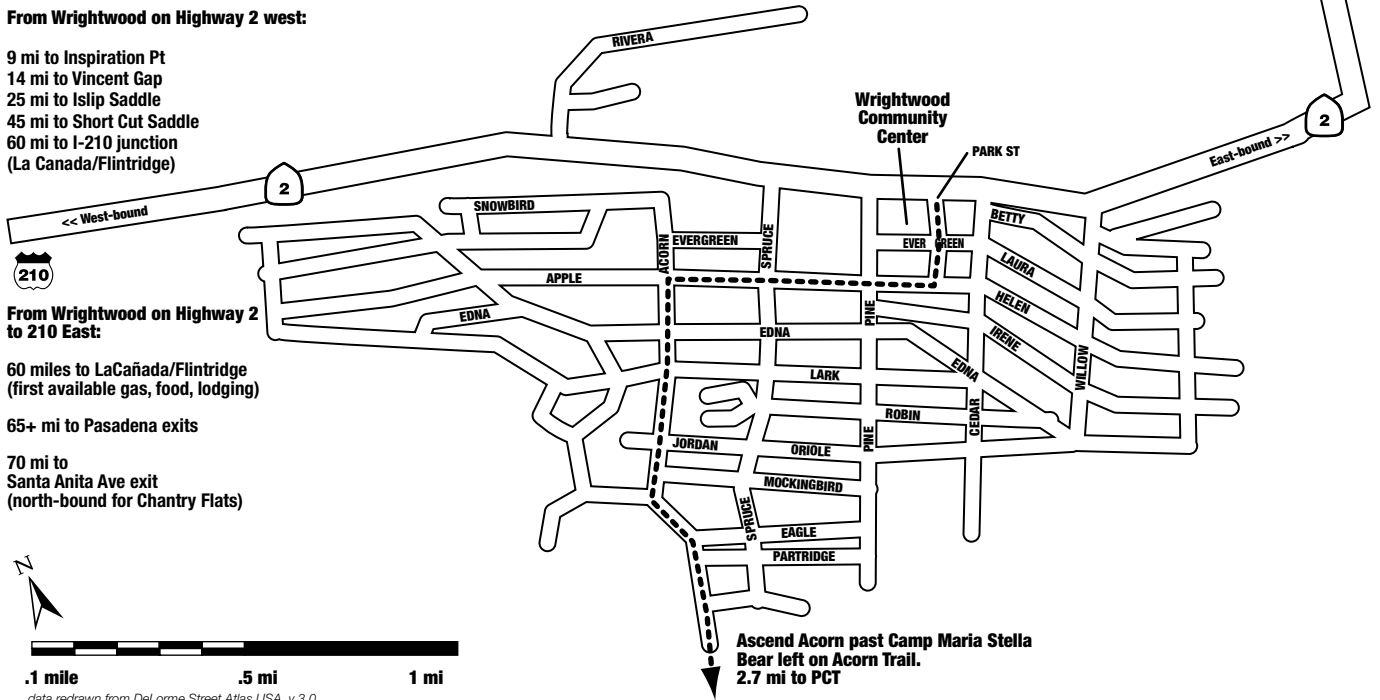 From Wrightwood on Highway 2 west:
9 mi to Inspiration Pt
14 mi to Vincent Gap
25 mi to Islip Saddle
45 mi to Short Cut Saddle
60 mi to I-210 junction
(La Canada/Flintridge)
RIVERA
Wrightwood
Community
Center
PARK ST
2
East-bound >>
2
<< West-bound
210
SNOWBIRD
BETTY
ACORN
EVERGREEN
SPRUCE
EVER GREEN
LAURA
APPLE
HELEN
From Wrightwood on Highway 2
to 210 East:
60 miles to LaCañada/Flintridge
(first available gas, food, lodging)
65+ mi to Pasadena exits
70 mi to
Santa Anita Ave exit
(north-bound for Chantry Flats)
EDNA
EDNA
PINE
IRENE
LARK
EDNA
WILLOW
ROBIN
CEDAR
JORDAN
ORIOLE
PINE
MOCKINGBIRD
SPRUCE
EAGLE
PARTRIDGE
N
.1 mile
.5 mi
1 mi
data redrawn from DeLorme Street Atlas USA, v 3.0
Ascend Acorn past Camp Maria Stella
Bear left on Acorn Trail.
2.7 mi to PCT